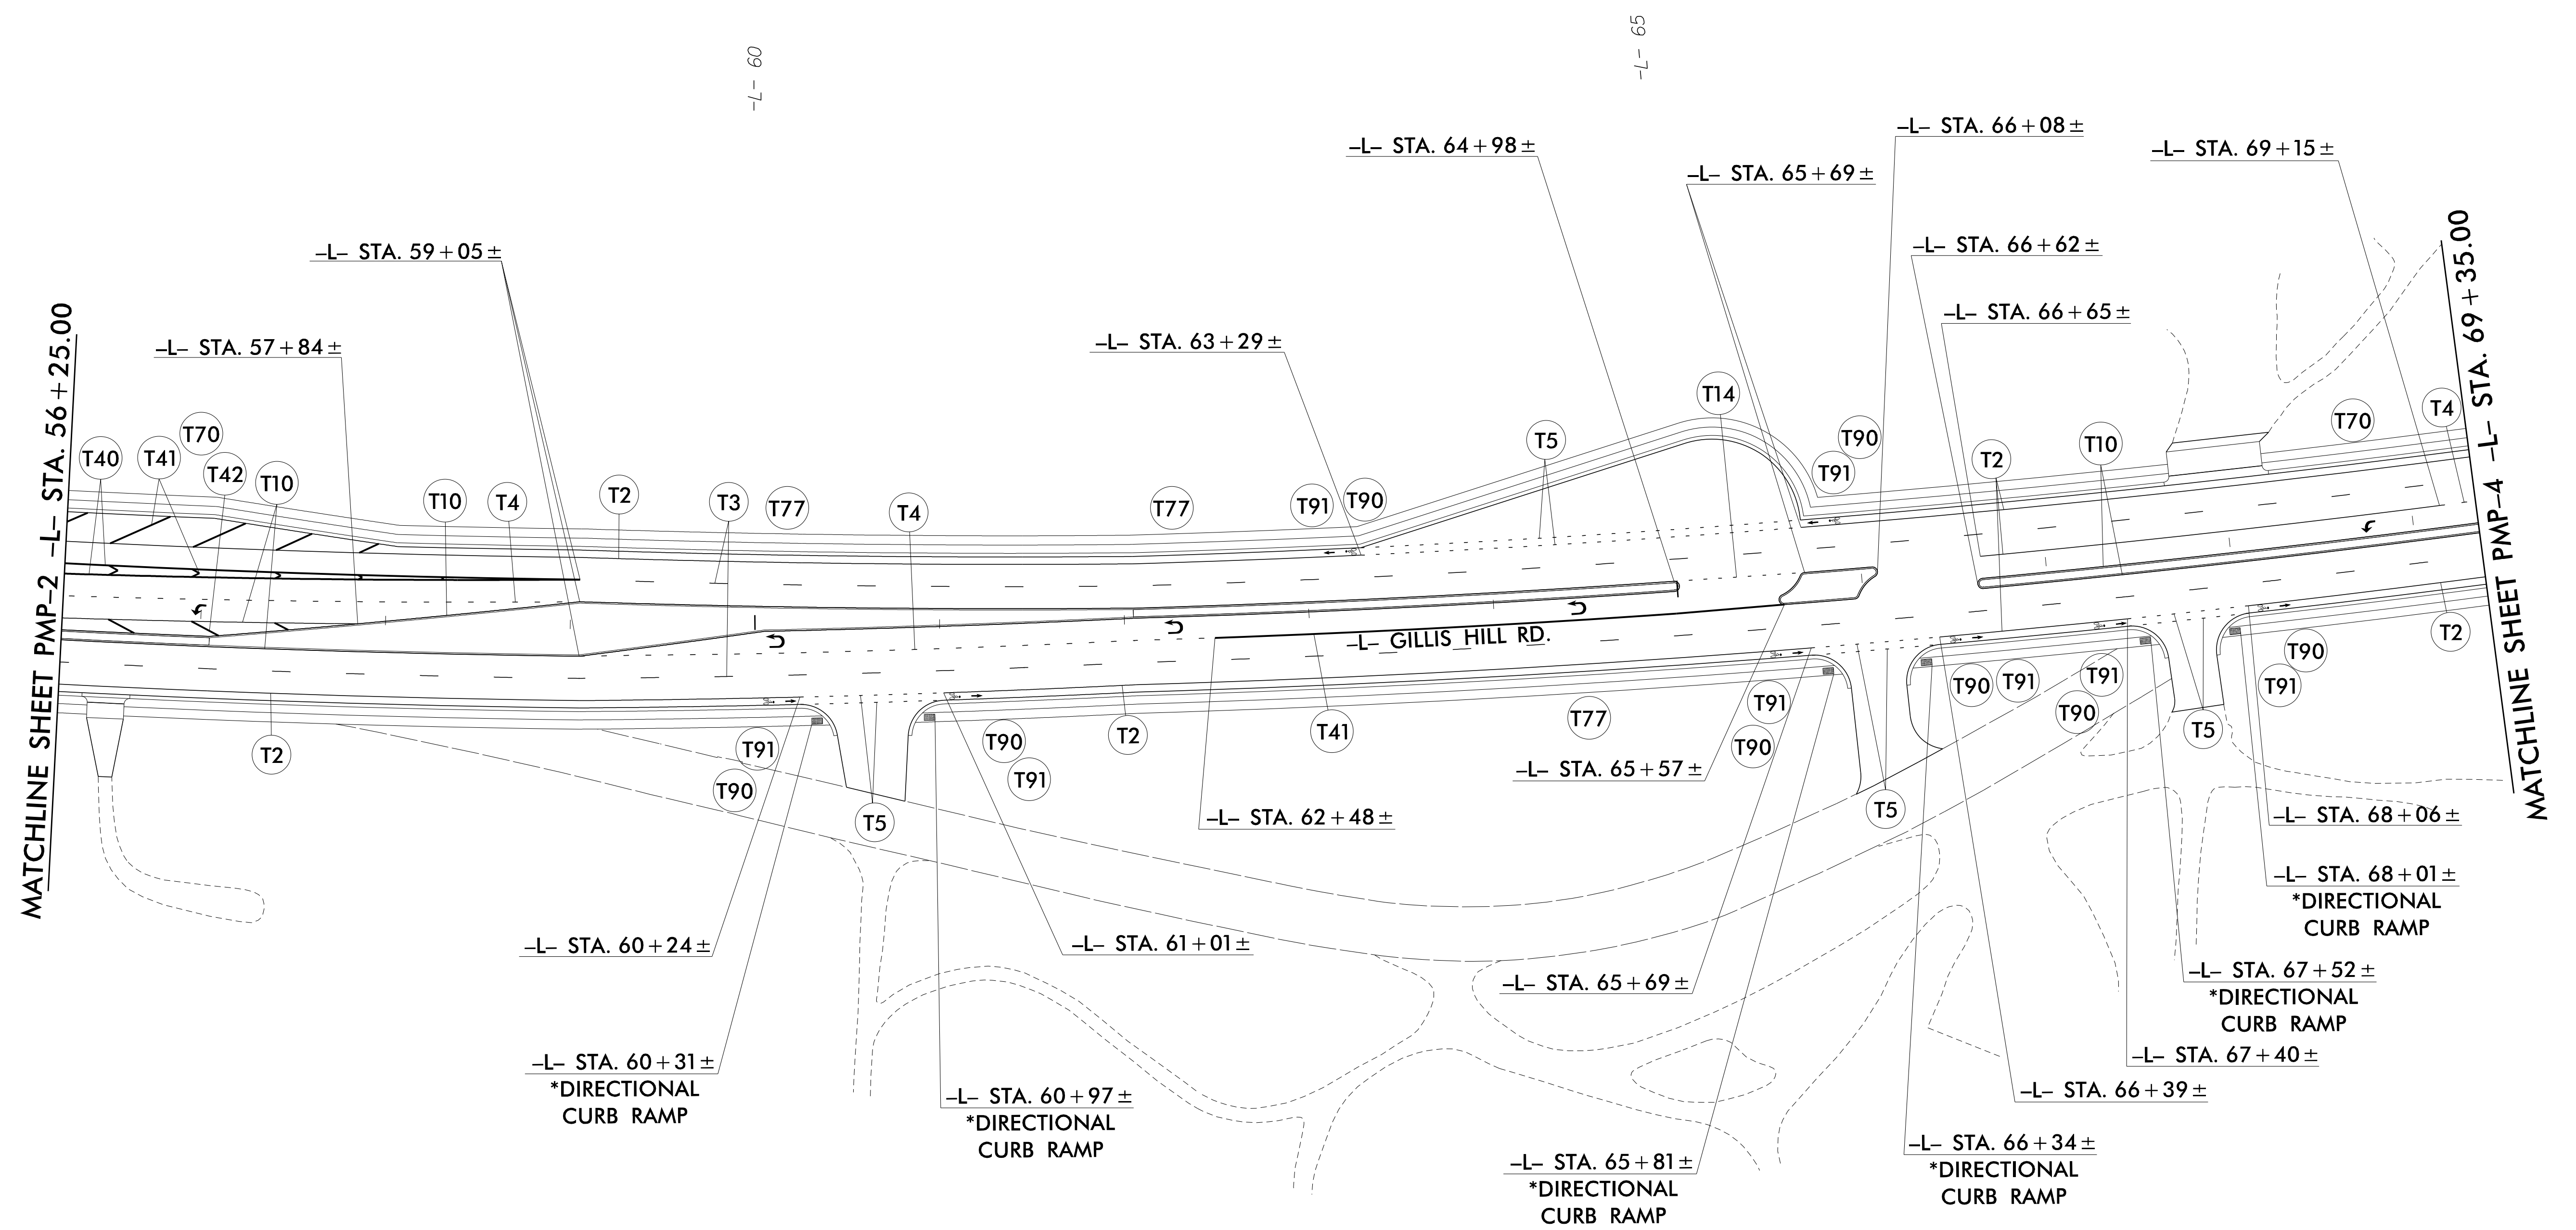 -L- 60
-L- 65
–L– STA. 66+08±
–L– STA. 64+98±
–L– STA. 69+15±
–L– STA. 65+69±
–L– STA. 59+05±
–L– STA. 66+62±
–L– STA. 66+65±
–L– STA. 63+29±
–L– STA. 57+84±
MATCHLINE SHEET PMP–2 –L– STA. 56+25.00
MATCHLINE SHEET PMP–4 –L– STA. 69+35.00
T40
T41
T70
T42
T10
T10
T4
T2
T3
T77
T4
T77
T91
T90
T5
T14
T90
T91
T2
T10
T70
T4
–L– GILLIS HILL RD.
T2
T91
T90
T5
T90
T91
T2
T41
T77
T91
T90
T5
T90
T91
T91
T90
T5
T90
T91
T2
–L– STA. 65+57±
–L– STA. 62+48±
–L– STA. 68+06±
–L– STA. 68+01±
*DIRECTIONAL
CURB RAMP
–L– STA. 60+24±
–L– STA. 61+01±
–L– STA. 65+69±
–L– STA. 67+52±
*DIRECTIONAL
CURB RAMP
–L– STA. 67+40±
–L– STA. 60+31±
*DIRECTIONAL
CURB RAMP
–L– STA. 60+97±
*DIRECTIONAL
CURB RAMP
–L– STA. 66+39±
–L– STA. 66+34±
*DIRECTIONAL
CURB RAMP
–L– STA. 65+81±
*DIRECTIONAL
CURB RAMP